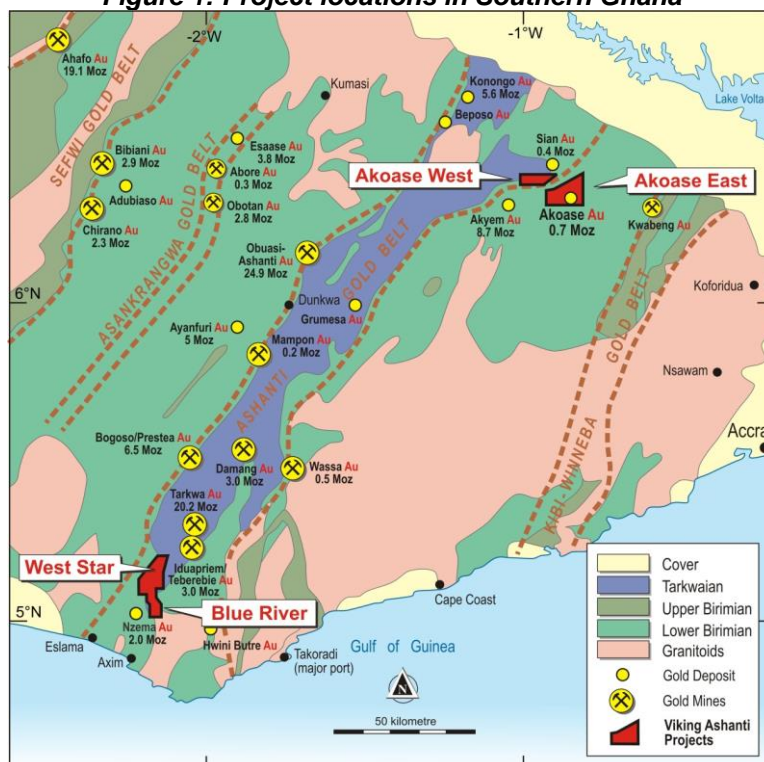 Figure 1: Project locations in Southern Ghana
-2°W
-1°W
Ahafo Au
19.1 Moz
SEFWI GOLD BELT
Kumasi
Konongo Au
5.6 Moz
Beposo Au
Lake Volta
Bibiani Au
2.9 Moz
Esaase Au
3.8 Moz
Abore Au
0.3 Moz
Sian Au
0.4 Moz
Akoase West
Akoase East
Adubiaso
Obotan Au
2.8 Moz
Chirano Au
2.3 Moz
Akyem Au
8.7 Moz
Akoase Au
0.7 Moz
Kwabeng Au
ASANKRANGWA GOLD BELT
Obuasi-
Ashanti Au
24.9 Moz
Koforidua
6°N
Dunkwa
Grumesa Au
ASHANTI GOLD BELT
Ayanfuri Au
5 Moz
Mampon Au
0.2 Moz
Nsawam
KIBI-WINNEBA GOLD BELT
Accra
Bogoso/Prestea Au
6.5 Moz
Damang Au
3.0 Moz
Wassa Au
0.5 Moz
Tarkwa Au
20.2 Moz
West Star
Iduapriem/
Teberebie Au
3.0 Moz
Blue River
5°N
Nzema Au
2.0 Moz
Eslama
Axim
Hwini Butre Au
Takoradi
(major port)
Cape Coast
Gulf of Guinea
N
50 kilometre
Cover
Tarkwaian
Upper Birimian
Lower Birimian
Granitoids
Gold Deposit
Gold Mines
Viking Ashanti
Projects